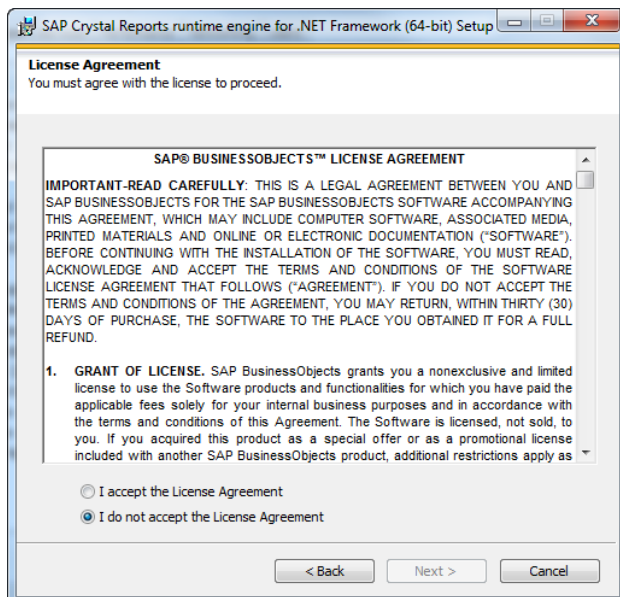 SAP Crystal Reports runtime engine for .NET Framework (64-bit) Setup
License Agreement
You must agree with the license to proceed.
SAP® BUSINESSOBJECTS™ LICENSE AGREEMENT
IMPORTANT-READ CAREFULLY: THIS IS A LEGAL AGREEMENT BETWEEN YOU AND
SAP BUSINESSOBJECTS FOR THE SAP BUSINESSOBJECTS SOFTWARE ACCOMPANYING
THIS AGREEMENT, WHICH MAY INCLUDE COMPUTER SOFTWARE, ASSOCIATED MEDIA,
PRINTED MATERIALS AND ONLINE OR ELECTRONIC DOCUMENTATION (“SOFTWARE”).
BEFORE CONTINUING WITH THE INSTALLATION OF THE SOFTWARE, YOU MUST READ,
ACKNOWLEDGE AND ACCEPT THE TERMS AND CONDITIONS OF THE SOFTWARE
LICENSE AGREEMENT THAT FOLLOWS (“AGREEMENT”). IF YOU DO NOT ACCEPT THE
TERMS AND CONDITIONS OF THE AGREEMENT, YOU MAY RETURN, WITHIN THIRTY (30)
DAYS OF PURCHASE, THE SOFTWARE TO THE PLACE YOU OBTAINED IT FOR A FULL
REFUND.
1. GRANT OF LICENSE. SAP BusinessObjects grants you a nonexclusive and limited
license to use the Software products and functionalities for which you have paid the
applicable fees solely for your internal business purposes and in accordance with
the terms and conditions of this Agreement. The Software is licensed, not sold, to
you. If you acquired this product as a special offer or as a promotional license
included with another SAP BusinessObjects product, additional restrictions apply as
I accept the License Agreement
I do not accept the License Agreement
< Back Next > Cancel